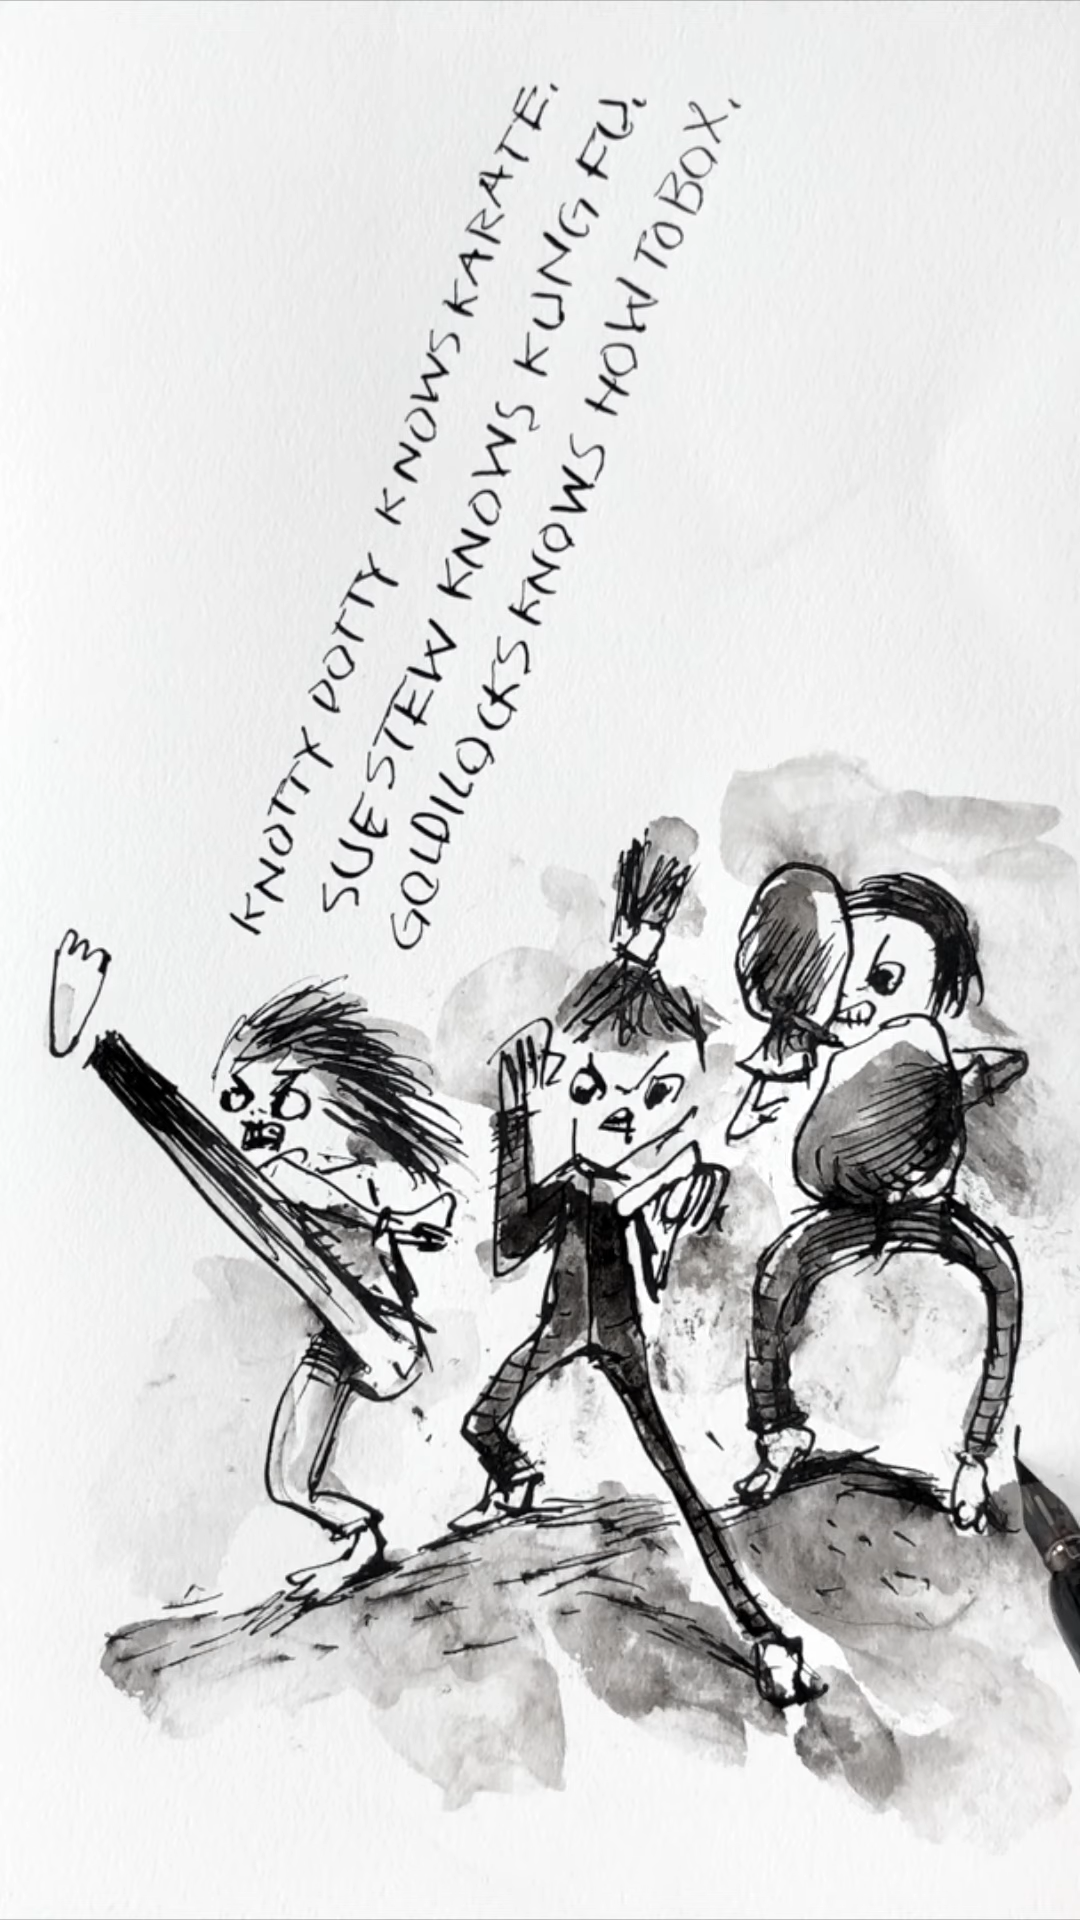 KNOTTY DOTTY KNOWS KARATE.
SUE STEW KNOWS KUNG FU.
GOLDILOCKS KNOWS HOW TO BOX.